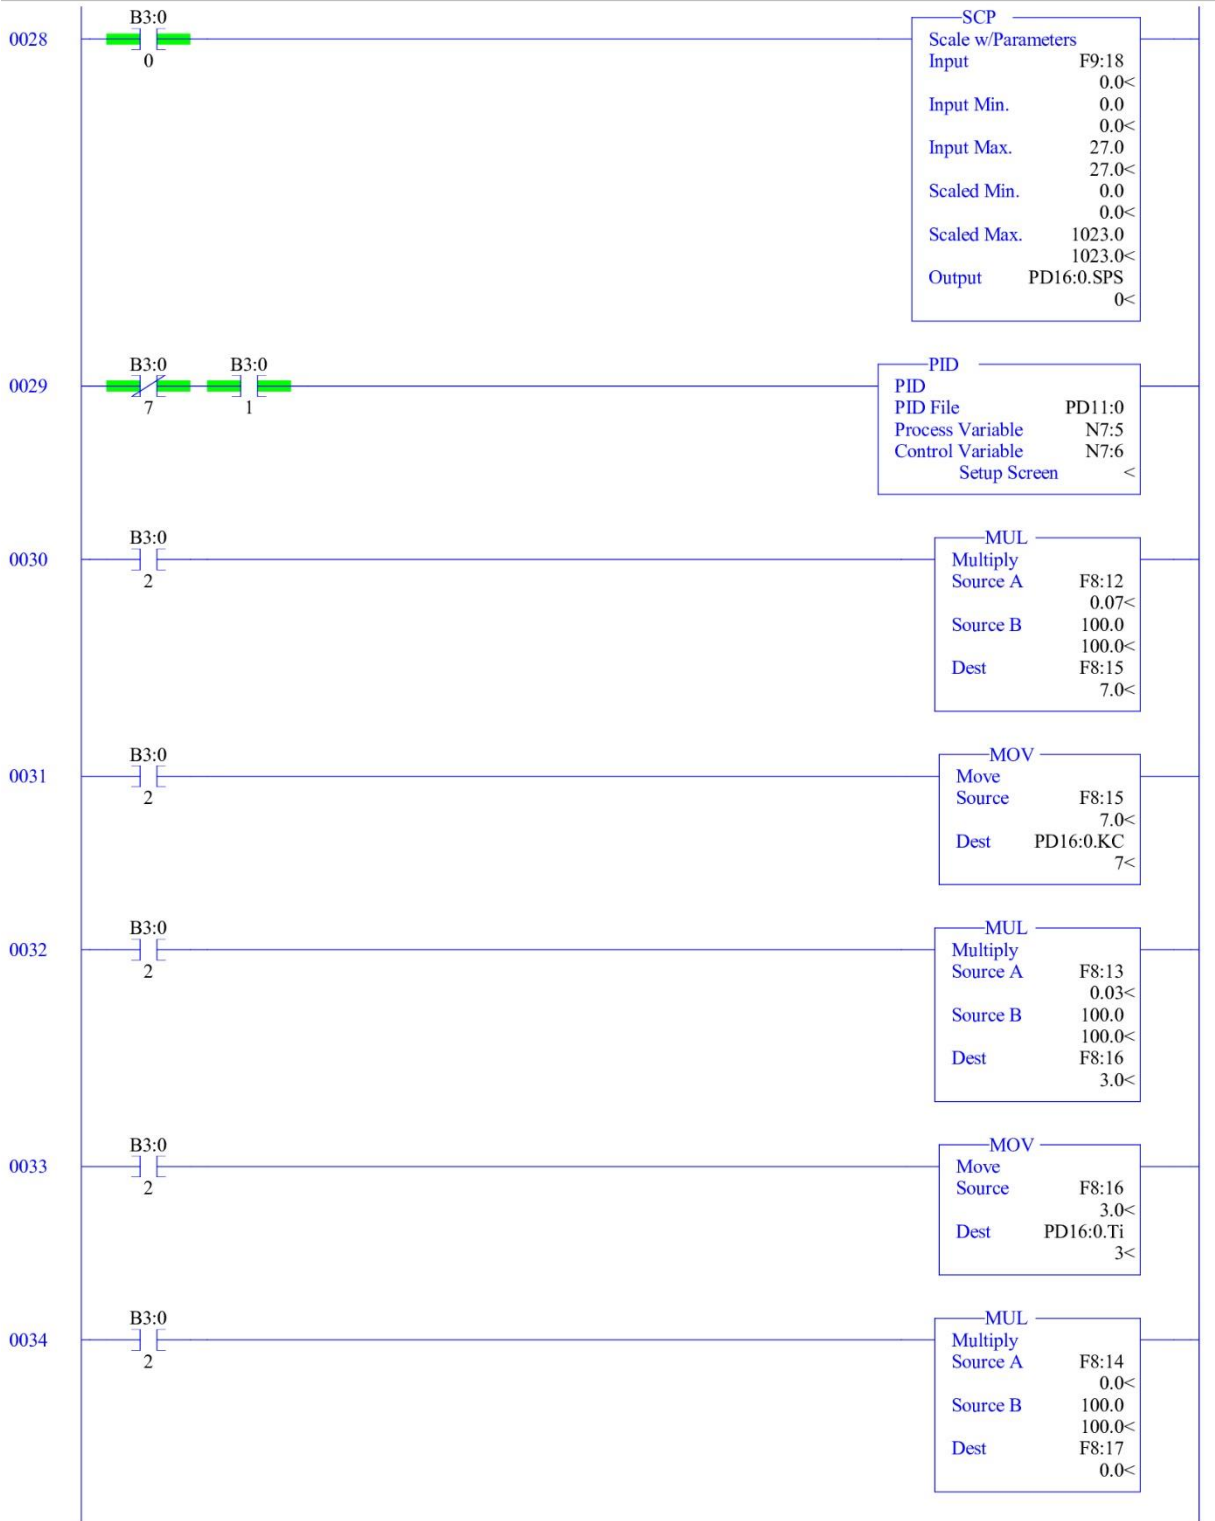 B3:0
SCP
0028
Scale w/Parameters
0
Input F9:18
0.0<
Input Min. 0.0
0.0<
Input Max. 27.0
27.0<
Scaled Min. 0.0
0.0<
Scaled Max. 1023.0
1023.0<
Output PD16:0.SPS
0<
B3:0 B3:0
PID
0029
PID
7 1
PID File PD11:0
Process Variable N7:5
Control Variable N7:6
Setup Screen <
B3:0
MUL
0030
Multiply
2
Source A F8:12
0.07<
Source B 100.0
100.0<
Dest F8:15
7.0<
B3:0
MOV
0031
Move
2
Source F8:15
7.0<
Dest PD16:0.KC
7<
B3:0
MUL
0032
Multiply
2
Source A F8:13
0.03<
Source B 100.0
100.0<
Dest F8:16
3.0<
B3:0
MOV
0033
Move
2
Source F8:16
3.0<
Dest PD16:0.Ti
3<
B3:0
MUL
0034
Multiply
2
Source A F8:14
0.0<
Source B 100.0
100.0<
Dest F8:17
0.0<